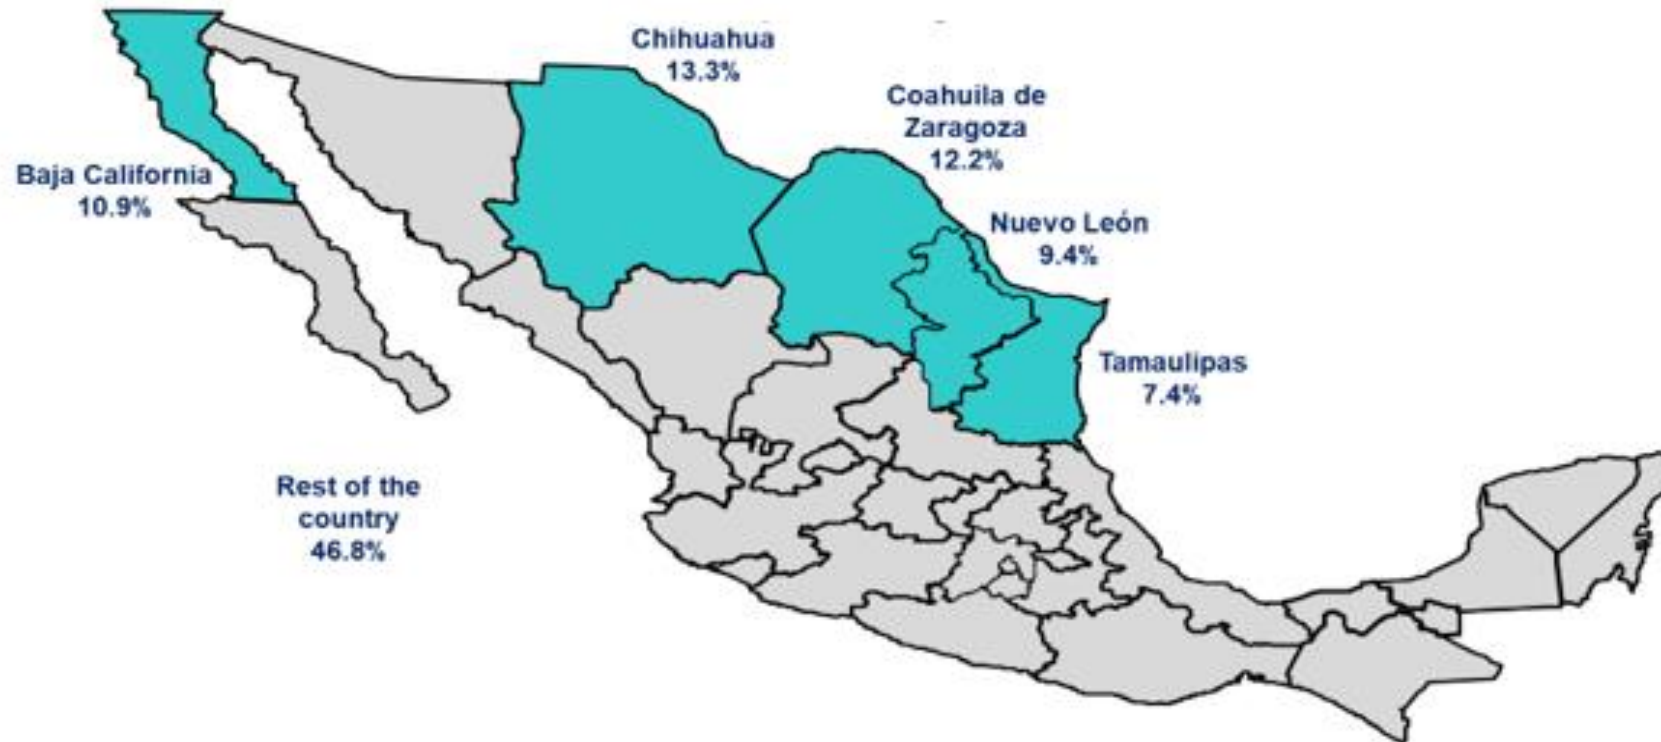 Chihuahua
13.3%
Coahuila de
Zaragoza
12.2%
Baja California
10.9%
Nuevo León
9.4%
Tamaulipas
7.4%
Rest of the
country
46.8%